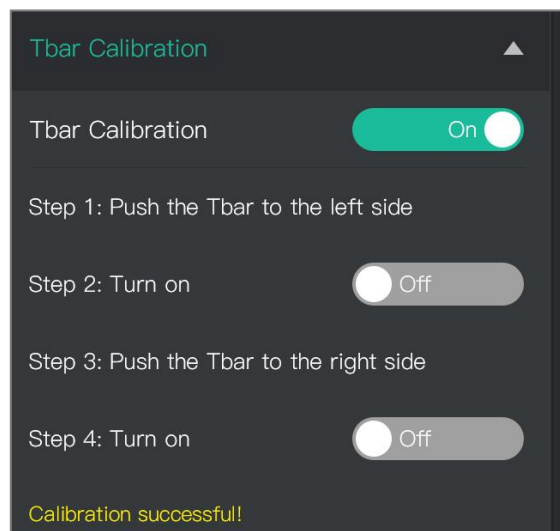 Tbar Calibration
Tbar Calibration On
Step 1: Push the Tbar to the left side
Step 2: Turn on Off
Step 3: Push the Tbar to the right side
Step 4: Turn on Off
Calibration successful!